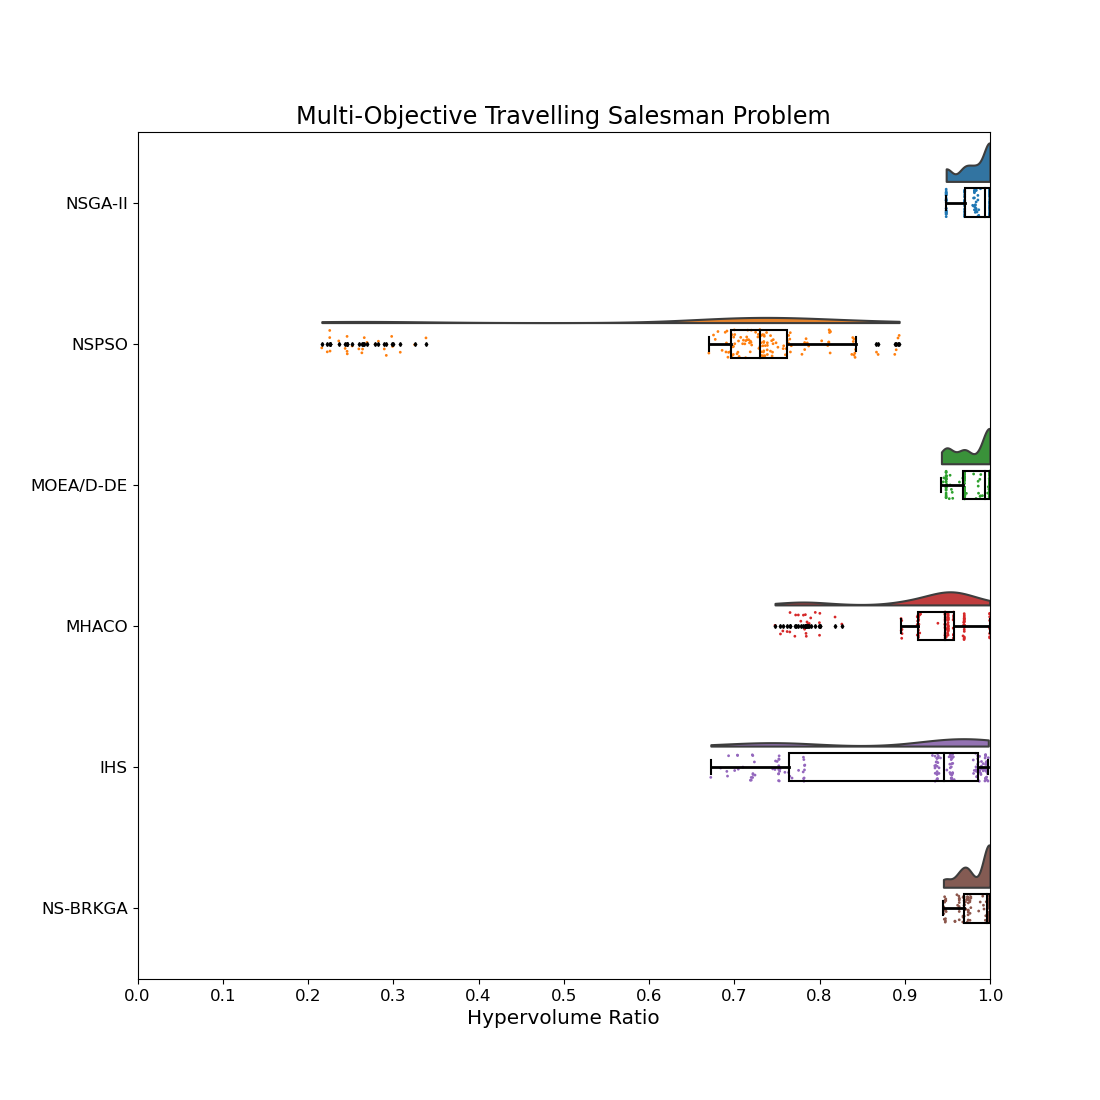 Multi-Objective Travelling Salesman Problem
NSGA-II
NSPSO
MOEA/D-DE
MHACO
IHS
NS-BRKGA
0.0 0.1 0.2 0.3 0.4 0.5 0.6 0.7 0.8 0.9 1.0
Hypervolume Ratio